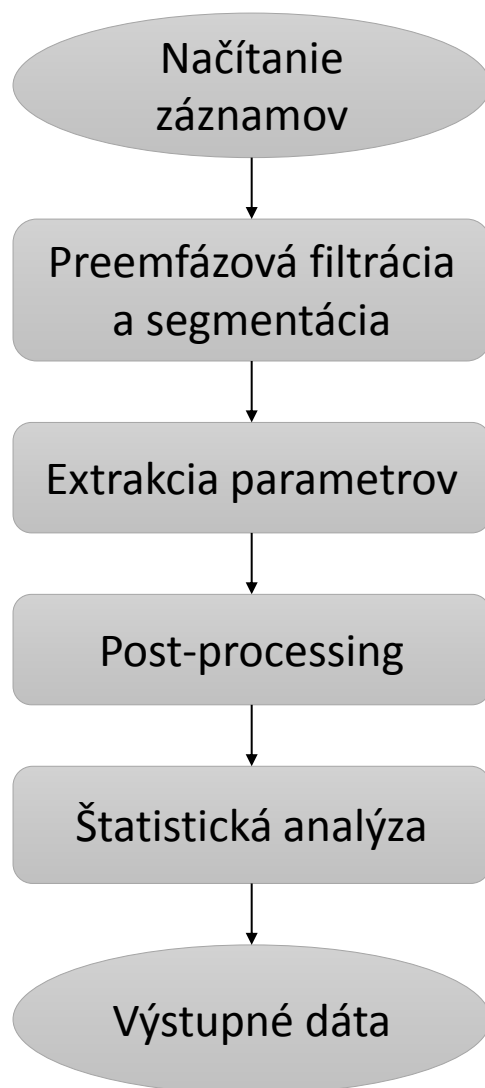 Načítanie
záznamov
Preemfázová filtrácia
a segmentácia
Extrakcia parametrov
Post-processing
Štatistická analýza
Výstupné dáta